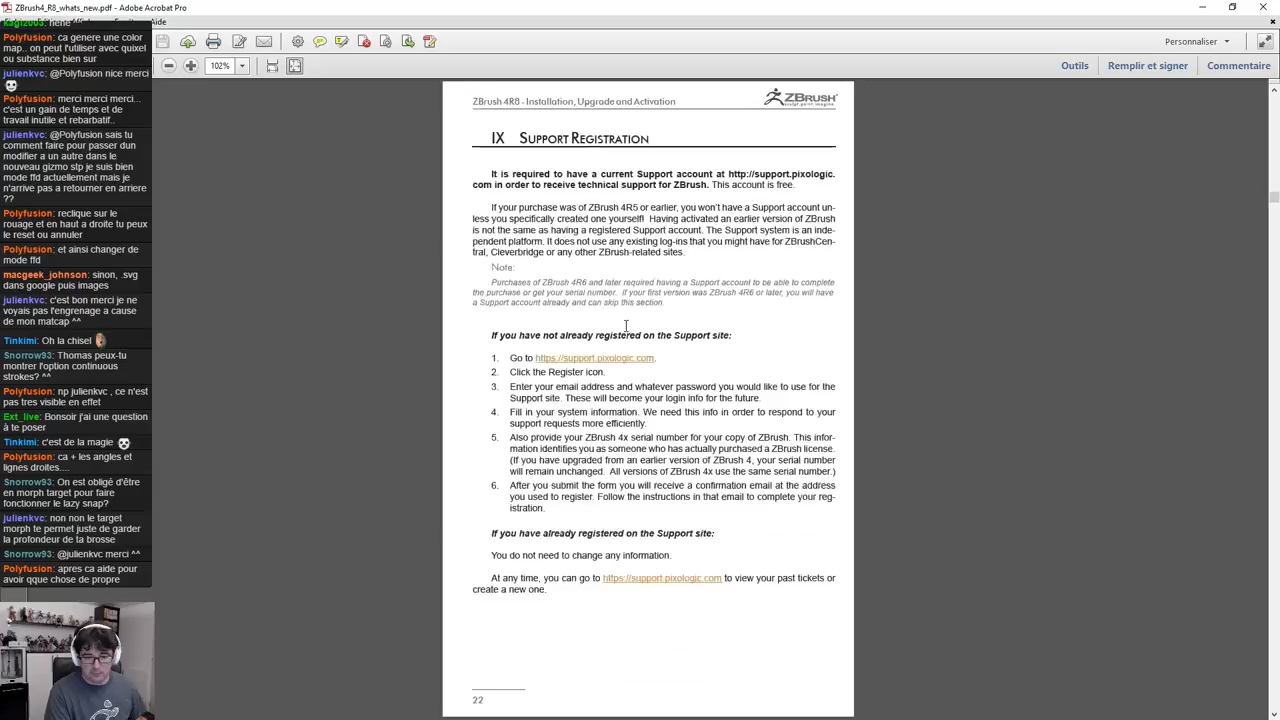 ZBrush4_R8_whats_new.pdf - Adobe Acrobat Pro
Aide
Personnaliser
102%
Outils
Remplir et signer
Commentaire
Polyfusion: ca genere une color
map.. on peut l'utiliser avec quixel
ou substance bien sur
julienkvc: @Polyfusion nice merci
Polyfusion: merci merci merci...
c'est un gain de temps et de
travail inutile et rebarbatif..
julienkvc: @Polyfusion sais tu
comment faire pour passer dun
modifier a un autre dans le
nouveau gizmo stp je suis bien
mode ffd actuellement mais je
n'arrive pas a retourner en arriere
??
Polyfusion: reclique sur le
rouage et en haut a droite tu peux
le reset ou annuler
Polyfusion: et ainsi changer de
mode ffd
macgeek_johnson: sinon, .svg
dans google puis images
julienkvc: c'est bon merci je ne
voyais pas l'engrenage a cause
de mon matcap ^^
Tinkimi: Oh la chisel
Snorrow93: Thomas peux-tu
montrer l'option continuous
strokes? ^^
Polyfusion: np julienkvc , ce n'est
pas tres visible en effet
Ext_live: Bonsoir j'ai une question
à te poser
Tinkimi: c'est de la magie
Polyfusion: ca + les angles et
lignes droites....
Snorrow93: On est obligé d'être
en morph target pour faire
fonctionner le lazy snap?
julienkvc: non non le target
morph te permet juste de garder
la profondeur de ta brosse
Snorrow93: @julienkvc merci ^^
Polyfusion: apres ca aide pour
avoir qque chose de propre
ZBrush 4R8 - Installation, Upgrade and Activation
ZBRUSH
sculpt.paint.imagine.
IX SUPPORT REGISTRATION
It is required to have a current Support account at http://support.pixologic.
com in order to receive technical support for ZBrush. This account is free.
If your purchase was of ZBrush 4R5 or earlier, you won't have a Support account un-
less you specifically created one yourself! Having activated an earlier version of ZBrush
is not the same as having a registered Support account. The Support system is an inde-
pendent platform. It does not use any existing log-ins that you might have for ZBrushCen-
tral, Cleverbridge or any other ZBrush-related sites.
Note:
Purchases of ZBrush 4R6 and later required having a Support account to be able to complete
the purchase or get your serial number. If your first version was ZBrush 4R6 or later, you will have
a Support account already and can skip this section.
If you have not already registered on the Support site:
1. Go to https://support.pixologic.com.
2. Click the Register icon.
3. Enter your email address and whatever password you would like to use for the
Support site. These will become your login info for the future.
4. Fill in your system information. We need this info in order to respond to your
support requests more efficiently.
5. Also provide your ZBrush 4x serial number for your copy of ZBrush. This infor-
mation identifies you as someone who has actually purchased a ZBrush license.
(If you have upgraded from an earlier version of ZBrush 4, your serial number
will remain unchanged. All versions of ZBrush 4x use the same serial number.)
6. After you submit the form you will receive a confirmation email at the address
you used to register. Follow the instructions in that email to complete your reg-
istration.
If you have already registered on the Support site:
You do not need to change any information.
At any time, you can go to https://support.pixologic.com to view your past tickets or
create a new one.
22